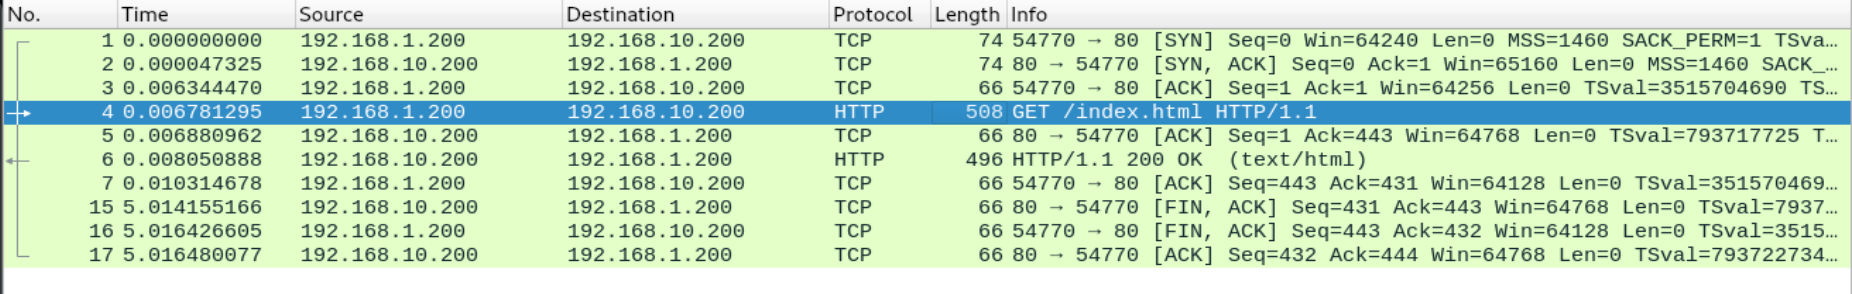 No. Time Source Destination Protocol Length Info
1 0.000000000 192.168.1.200 192.168.10.200 TCP 74 54770 → 80 [SYN] Seq=0 Win=64240 Len=0 MSS=1460 SACK_PERM=1 TSva…
2 0.000047325 192.168.10.200 192.168.1.200 TCP 74 80 → 54770 [SYN, ACK] Seq=0 Ack=1 Win=65160 Len=0 MSS=1460 SACK_…
3 0.006344470 192.168.1.200 192.168.10.200 TCP 66 54770 → 80 [ACK] Seq=1 Ack=1 Win=64256 Len=0 TSval=3515704690 TS…
4 0.006781295 192.168.1.200 192.168.10.200 HTTP 508 GET /index.html HTTP/1.1
5 0.006880962 192.168.10.200 192.168.1.200 TCP 66 80 → 54770 [ACK] Seq=1 Ack=443 Win=64768 Len=0 TSval=793717725 T…
6 0.008050888 192.168.10.200 192.168.1.200 HTTP 496 HTTP/1.1 200 OK (text/html)
7 0.010314678 192.168.1.200 192.168.10.200 TCP 66 54770 → 80 [ACK] Seq=443 Ack=431 Win=64128 Len=0 TSval=351570469…
15 5.014155166 192.168.10.200 192.168.1.200 TCP 66 80 → 54770 [FIN, ACK] Seq=431 Ack=443 Win=64768 Len=0 TSval=7937…
16 5.016426605 192.168.1.200 192.168.10.200 TCP 66 54770 → 80 [FIN, ACK] Seq=443 Ack=432 Win=64128 Len=0 TSval=3515…
17 5.016480077 192.168.10.200 192.168.1.200 TCP 66 80 → 54770 [ACK] Seq=432 Ack=444 Win=64768 Len=0 TSval=793722734…